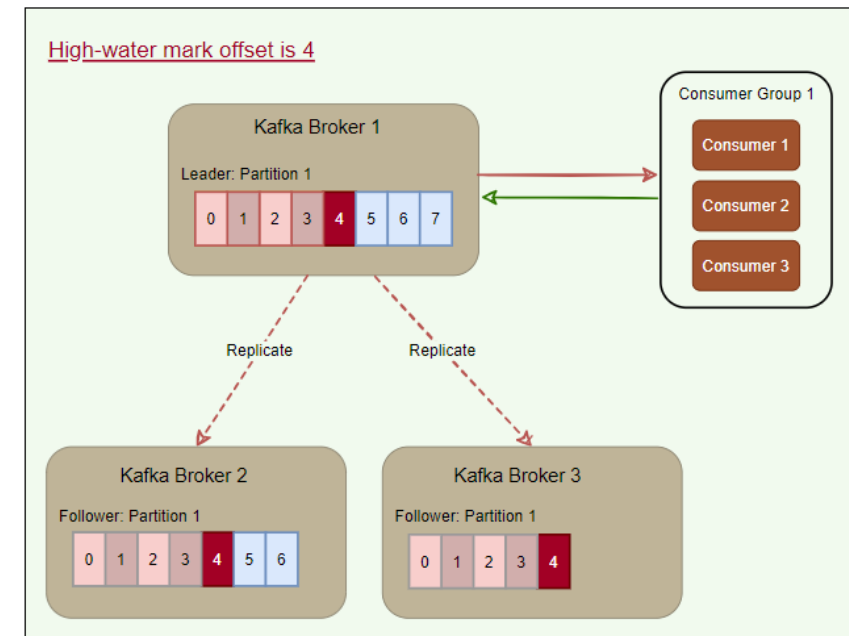 High-water mark offset is 4
Consumer Group 1
Consumer 1
Consumer 2
Consumer 3
Kafka Broker 1
Leader: Partition 1
0 1 2 3 4 5 6 7
Replicate
Replicate
Kafka Broker 2
Follower: Partition 1
0 1 2 3 4 5 6
Kafka Broker 3
Follower: Partition 1
0 1 2 3 4